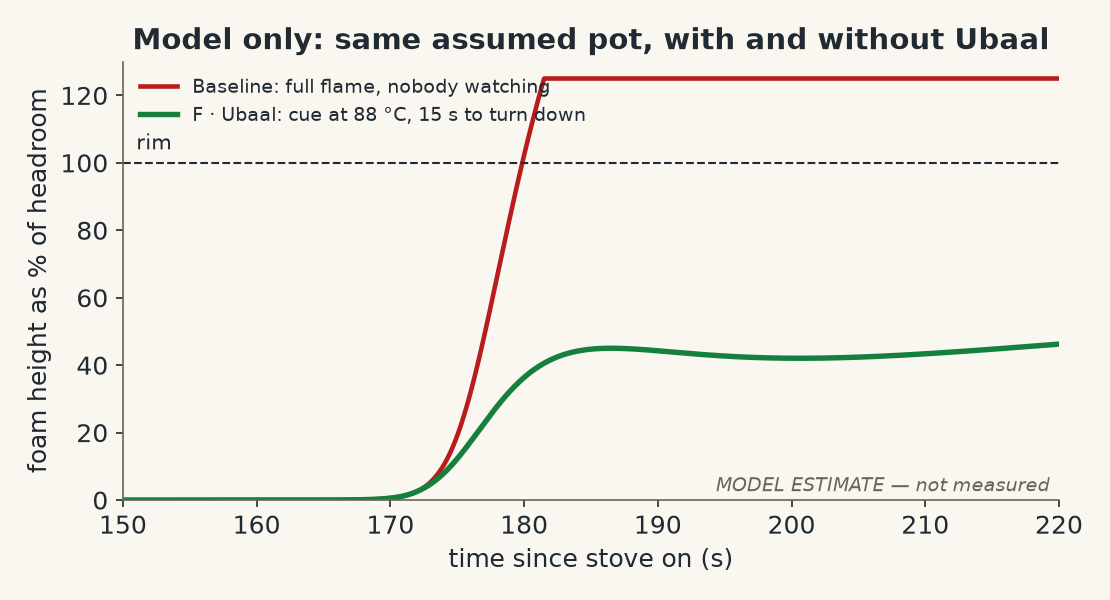 Model only: same assumed pot, with and without Ubaal
Baseline: full flame, nobody watching
F · Ubaal: cue at 88 °C, 15 s to turn down
rim
foam height as % of headroom
120
100
80
60
40
20
0
MODEL ESTIMATE — not measured
150 160 170 180 190 200 210 220
time since stove on (s)